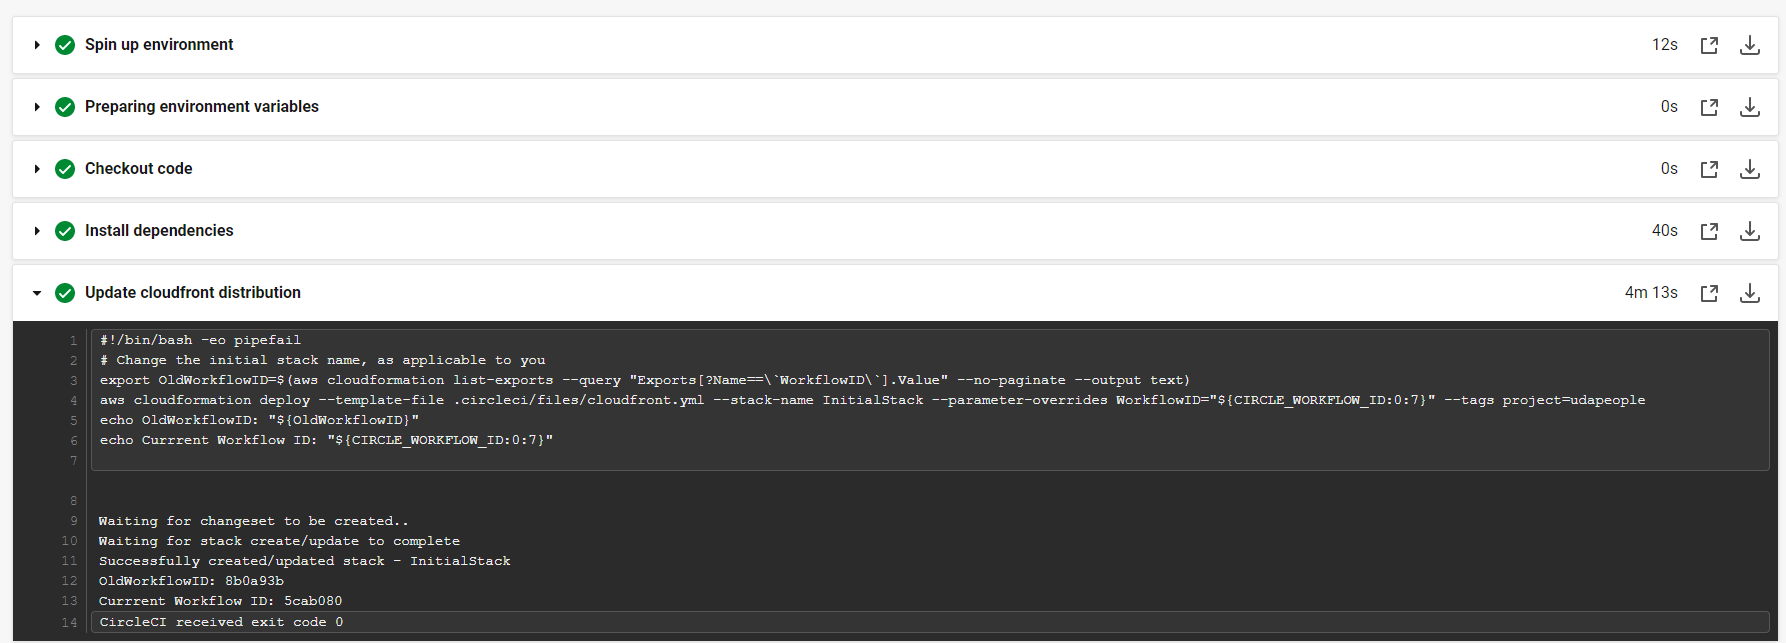 Spin up environment 12s
Preparing environment variables 0s
Checkout code 0s
Install dependencies 40s
Update cloudfront distribution 4m 13s
1 #!/bin/bash -eo pipefail
2 # Change the initial stack name, as applicable to you
3 export OldWorkflowID=$(aws cloudformation list-exports --query "Exports[?Name==\`WorkflowID\`].Value" --no-paginate --output text)
4 aws cloudformation deploy --template-file .circleci/files/cloudfront.yml --stack-name InitialStack --parameter-overrides WorkflowID="${CIRCLE_WORKFLOW_ID:0:7}" --tags project=udapeople
5 echo OldWorkflowID: "${OldWorkflowID}"
6 echo Currrent Workflow ID: "${CIRCLE_WORKFLOW_ID:0:7}"
7
8
9 Waiting for changeset to be created..
10 Waiting for stack create/update to complete
11 Successfully created/updated stack - InitialStack
12 OldWorkflowID: 8b0a93b
13 Currrent Workflow ID: 5cab080
14 CircleCI received exit code 0